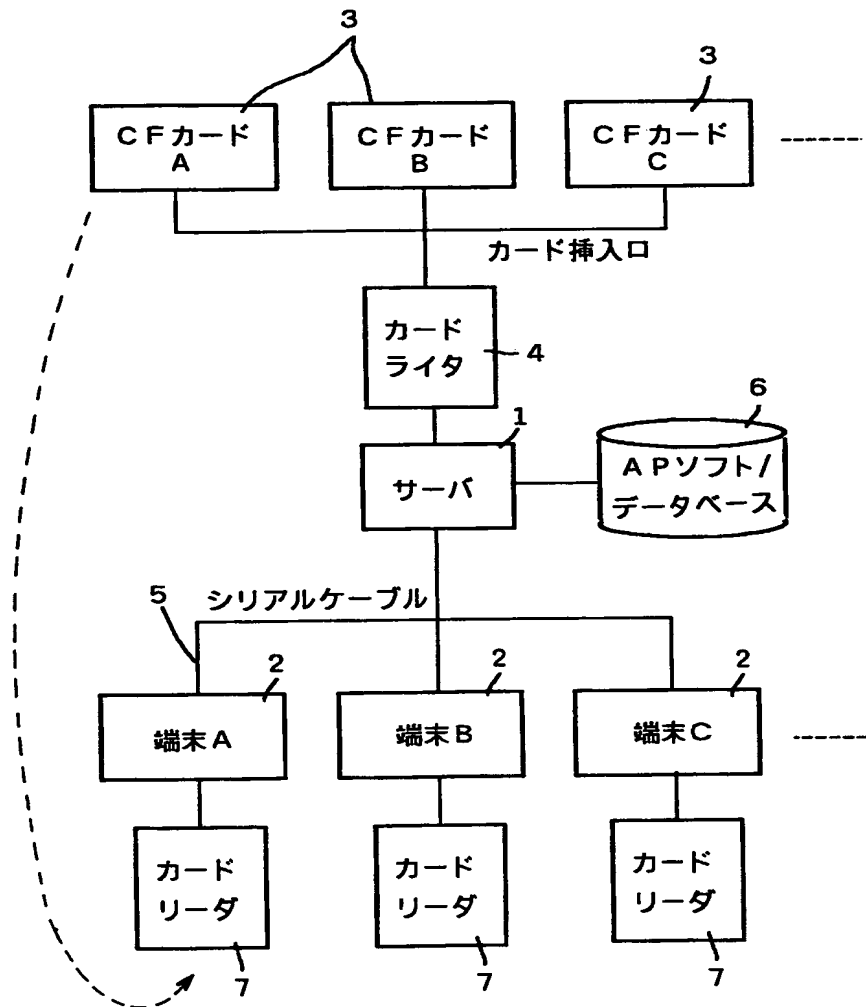 3
3
CFカード
A
CFカード
B
CFカード
C
カード挿入口
カード
ライタ
4
1
サーバ
6
APソフト/
データベース
シリアルケーブル
5
2
2
2
端末A
端末B
端末C
カード
リーダ
カード
リーダ
カード
リーダ
7
7
7